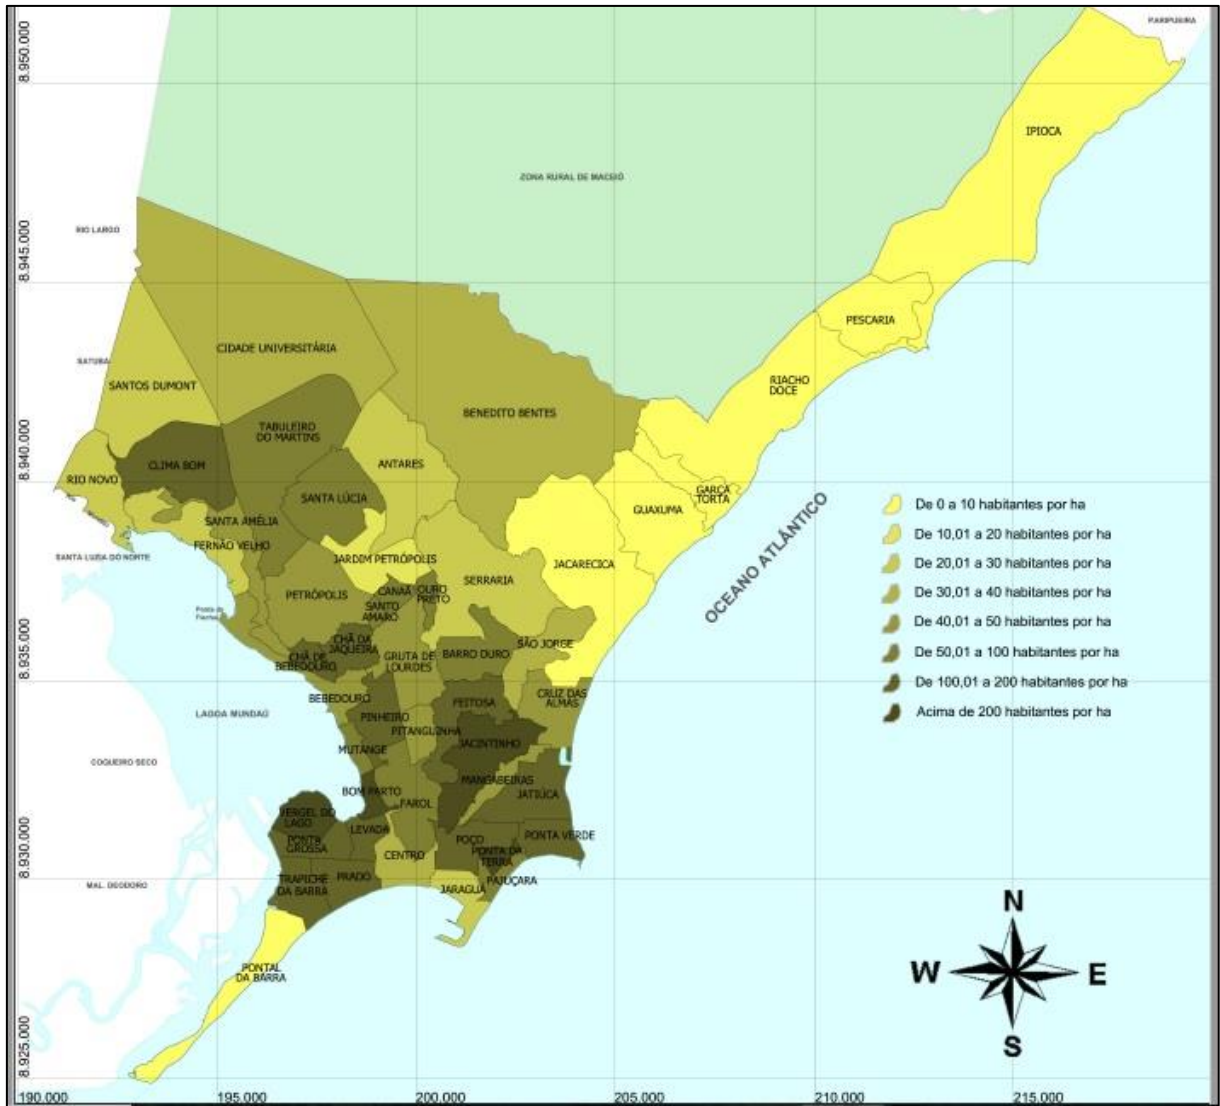 PARIPUEIRA
8.950.000
IPIOCA
ZONA RURAL DE MACEIÓ
RIO LARGO
8.945.000
PESCARIA
CIDADE UNIVERSITÁRIA
SATUBA
RIACHO
DOCE
SANTOS DUMONT
BENEDITO BENTES
TABULEIRO
DO MARTINS
8.940.000
CLIMA BOM
ANTARES
RIO NOVO
SANTA LÚCIA
GARÇA
TORTA
GUAXUMA
OCEANO ATLÂNTICO
De 0 a 10 habitantes por ha
De 10,01 a 20 habitantes por ha
De 20,01 a 30 habitantes por ha
De 30,01 a 40 habitantes por ha
De 40,01 a 50 habitantes por ha
De 50,01 a 100 habitantes por ha
De 100,01 a 200 habitantes por ha
Acima de 200 habitantes por ha
SANTA AMÉLIA
FERNÃO VELHO
SANTA LUSA DO NORTE
JARDIM PETRÓPOLIS
JACARECICA
SERRARIA
PETRÓPOLIS
CANAÃ
OURO
PRETO
SANTO
AMARO
8.935.000
CHÃ DA
JAQUEIRA
SÃO JORGE
CHÃ DE
BEBEDOURO
GRUTA DE
LOURDES
BARRO DURO
BEBEDOURO
CRUZ DAS
ALMAS
FEITOSA
LAGOA MUNDAÚ
PINHEIRO
PITANGUINHA
JACINTINHO
MUTANGE
COQUEIRO SECO
MANGABEIRAS
BOM PARTO
JATIÚCA
FAROL
VERGEL DO
LAGO
LEVADA
PONTA VERDE
PONTA
GROSSA
POÇO
8.930.000
PONTA DA
TERRA
CENTRO
MAL. DEODORO
TRAPICHE
DA BARRA
PRADO
PAJUÇARA
JARAGUÁ
N
W
E
S
PONTAL
DA BARRA
8.925.000
190.000
195.000
200.000
205.000
210.000
215.000